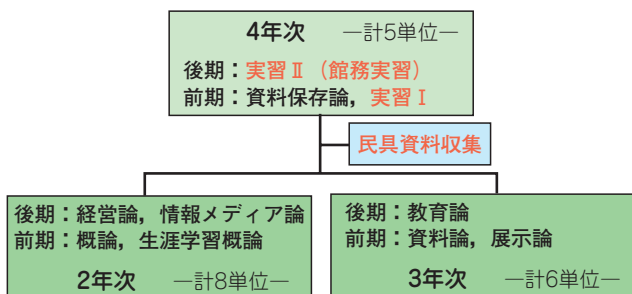 4年次 ―計5単位―
後期：実習Ⅱ（館務実習）
前期：資料保存論，実習Ⅰ
民具資料収集
後期：経営論，情報メディア論
前期：概論，生涯学習概論
2年次 ―計8単位―
後期：教育論
前期：資料論，展示論
3年次 ―計6単位―